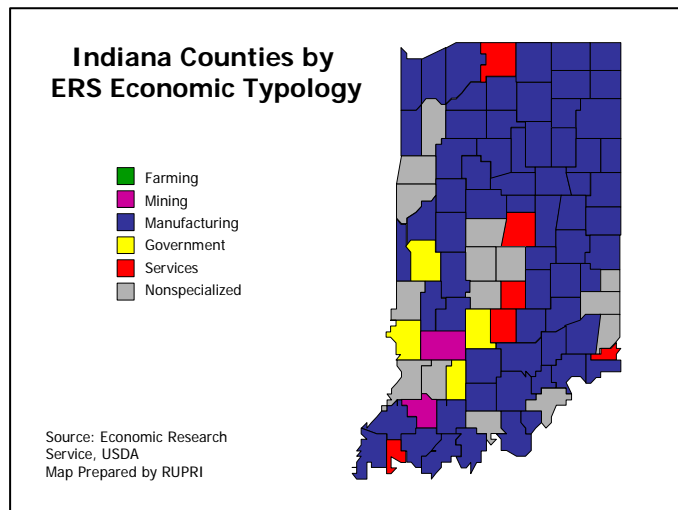 Indiana Counties by
ERS Economic Typology
Farming
Mining
Manufacturing
Government
Services
Nonspecialized
Source: Economic Research
Service, USDA
Map Prepared by RUPRI